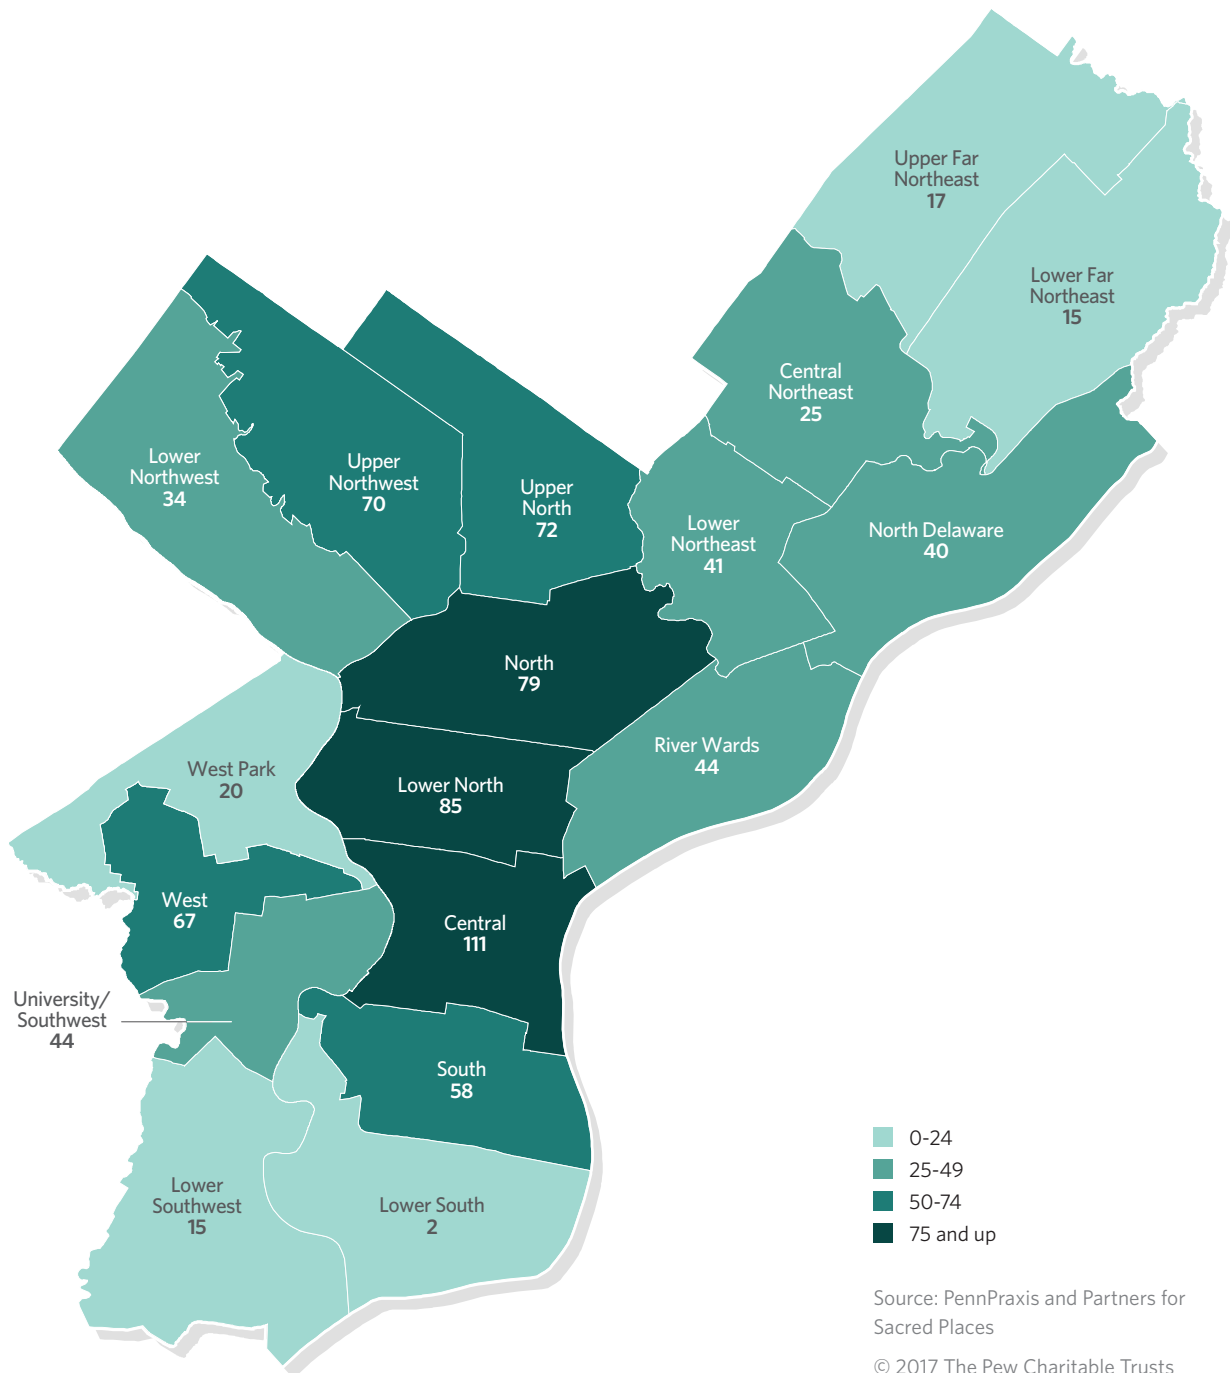 Upper Far
Northeast
17
Lower Far
Northeast
15
Central
Northeast
25
Lower
Northwest
34
Upper
Northwest
70
Upper
North
72
Lower
Northeast
41
North Delaware
40
North
79
River Wards
44
West Park
20
Lower North
85
West
67
Central
111
University/
Southwest
44
South
58
Lower
Southwest
15
Lower South
2
0-24
25-49
50-74
75 and up
Source: PennPraxis and Partners for
Sacred Places
© 2017 The Pew Charitable Trusts